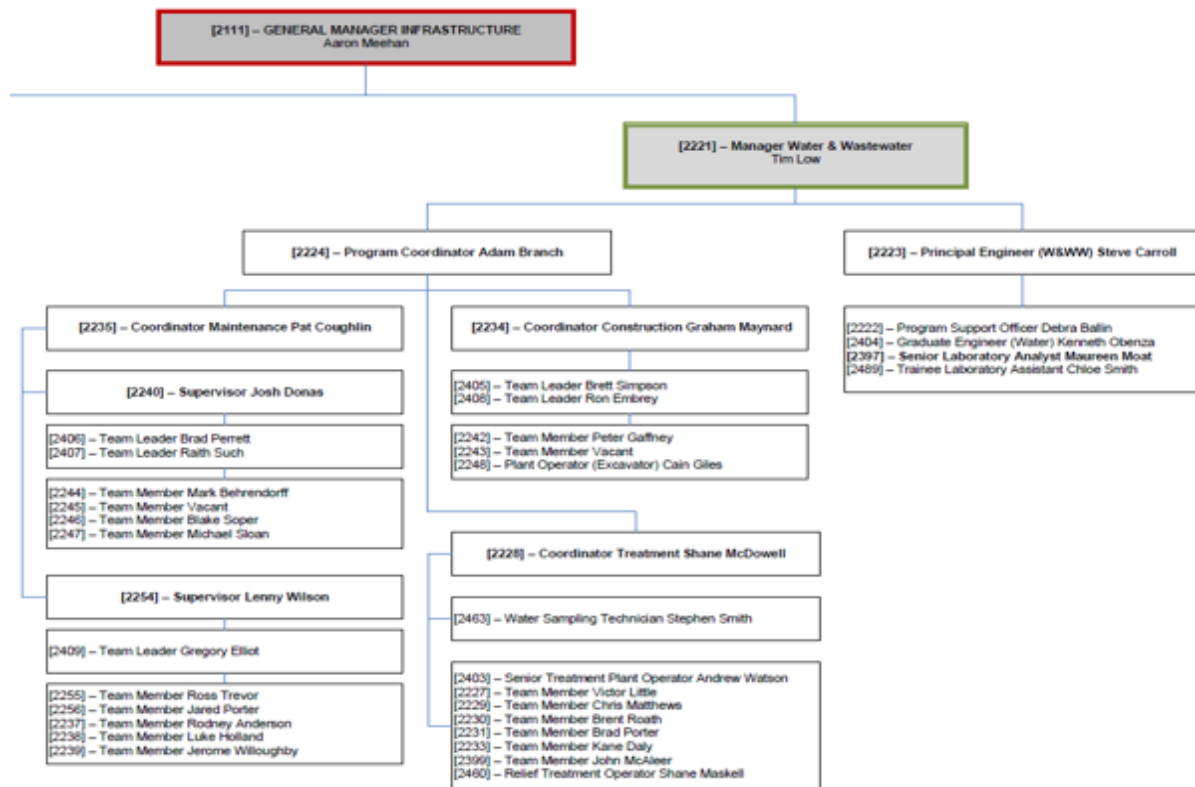 [2111] – GENERAL MANAGER INFRASTRUCTURE
Aaron Meehan
[2221] – Manager Water & Wastewater
Tim Low
[2224] – Program Coordinator Adam Branch
[2223] – Principal Engineer (W&WW) Steve Carroll
[2235] – Coordinator Maintenance Pat Coughlin
[2240] – Supervisor Josh Donas
[2406] – Team Leader Brad Perrett
[2407] – Team Leader Raith Such
[2244] – Team Member Mark Behrendorff
[2245] – Team Member Vacant
[2246] – Team Member Blake Soper
[2247] – Team Member Michael Sloan
[2254] – Supervisor Lenny Wilson
[2409] – Team Leader Gregory Elliot
[2255] – Team Member Ross Trevor
[2256] – Team Member Jared Porter
[2237] – Team Member Rodney Anderson
[2238] – Team Member Luke Holland
[2239] – Team Member Jerome Willoughby
[2234] – Coordinator Construction Graham Maynard
[2405] – Team Leader Brett Simpson
[2408] – Team Leader Ron Embrey
[2242] – Team Member Peter Gaffney
[2243] – Team Member Vacant
[2248] – Plant Operator (Excavator) Cain Giles
[2228] – Coordinator Treatment Shane McDowell
[2463] – Water Sampling Technician Stephen Smith
[2403] – Senior Treatment Plant Operator Andrew Watson
[2227] – Team Member Victor Little
[2229] – Team Member Chris Matthews
[2230] – Team Member Brent Roath
[2231] – Team Member Brad Porter
[2233] – Team Member Kane Daly
[2399] – Team Member John McAleer
[2460] – Relief Treatment Operator Shane Maskell
[2222] – Program Support Officer Debra Ballin
[2404] – Graduate Engineer (Water) Kenneth Obenza
[2397] – Senior Laboratory Analyst Maureen Moat
[2489] – Trainee Laboratory Assistant Chloe Smith